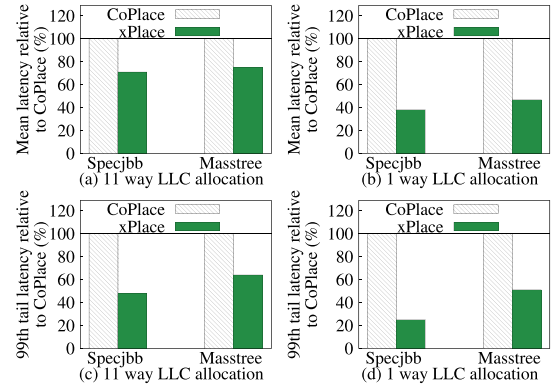 Mean latency relative
to CoPlace (%)
120
100
80
60
40
20
0
CoPlace
xPlace
Specjbb
Masstree
(a) 11 way LLC allocation
Mean latency relative
to CoPlace (%)
120
100
80
60
40
20
0
CoPlace
xPlace
Specjbb
Masstree
(b) 1 way LLC allocation
99th tail latency relative
to CoPlace (%)
120
100
80
60
40
20
0
CoPlace
xPlace
Specjbb
Masstree
(c) 11 way LLC allocation
99th tail latency relative
to CoPlace (%)
120
100
80
60
40
20
0
CoPlace
xPlace
Specjbb
Masstree
(d) 1 way LLC allocation